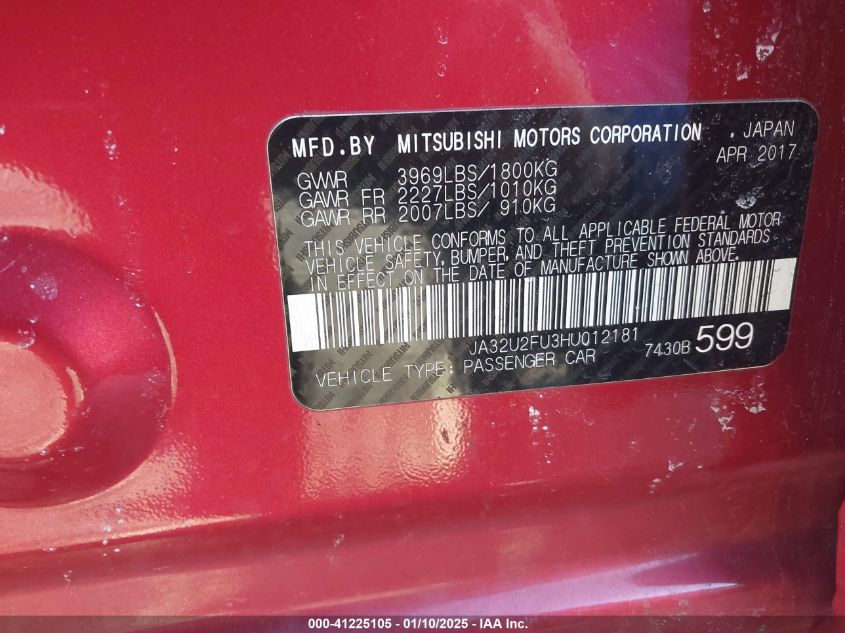 MFD.BY MITSUBISHI MOTORS CORPORATION . JAPAN
APR 2017
GVWR 3969LBS/1800KG
GAWR FR 2227LBS/1010KG
GAWR RR 2007LBS/ 910KG
THIS VEHICLE CONFORMS TO ALL APPLICABLE FEDERAL MOTOR
VEHICLE SAFETY, BUMPER, AND THEFT PREVENTION STANDARDS
IN EFFECT ON THE DATE OF MANUFACTURE SHOWN ABOVE.
JA32U2FU3HU012181
VEHICLE TYPE: PASSENGER CAR 7430B 599
000-41225105 - 01/10/2025 - IAA Inc.